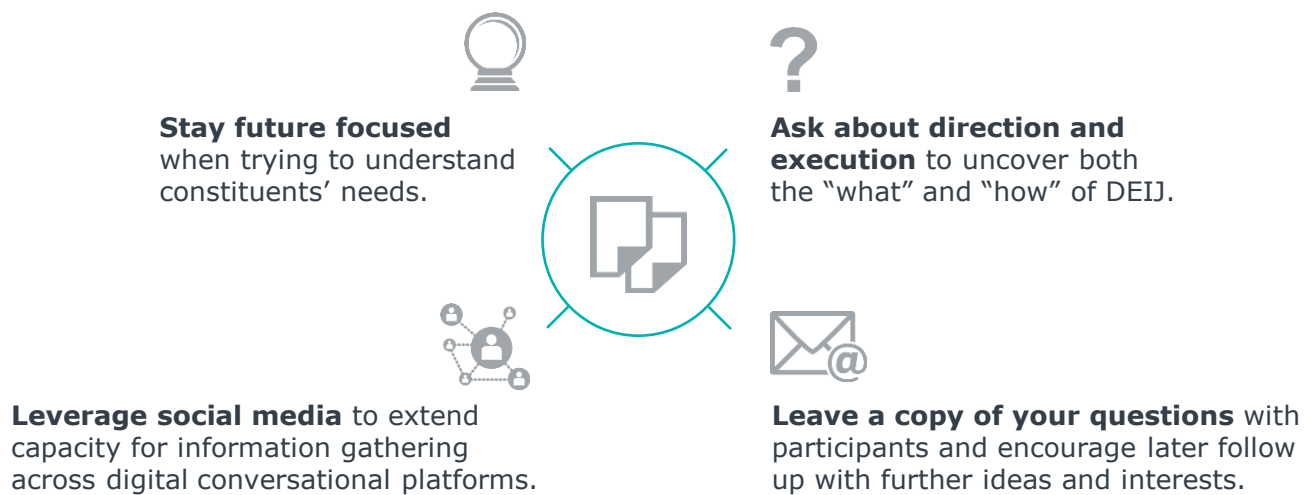 ?
Stay future focused
when trying to understand
constituents’ needs.
Ask about direction and
execution to uncover both
the “what” and “how” of DEIJ.
@
Leverage social media to extend
capacity for information gathering
across digital conversational platforms.
Leave a copy of your questions with
participants and encourage later follow
up with further ideas and interests.